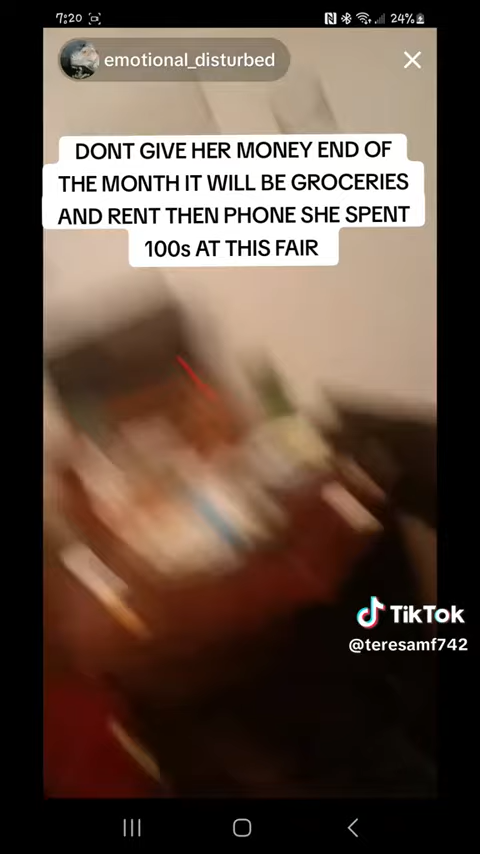 7:20
24%
emotional_disturbed
DONT GIVE HER MONEY END OF
THE MONTH IT WILL BE GROCERIES
AND RENT THEN PHONE SHE SPENT
100s AT THIS FAIR
TikTok
@teresamf742